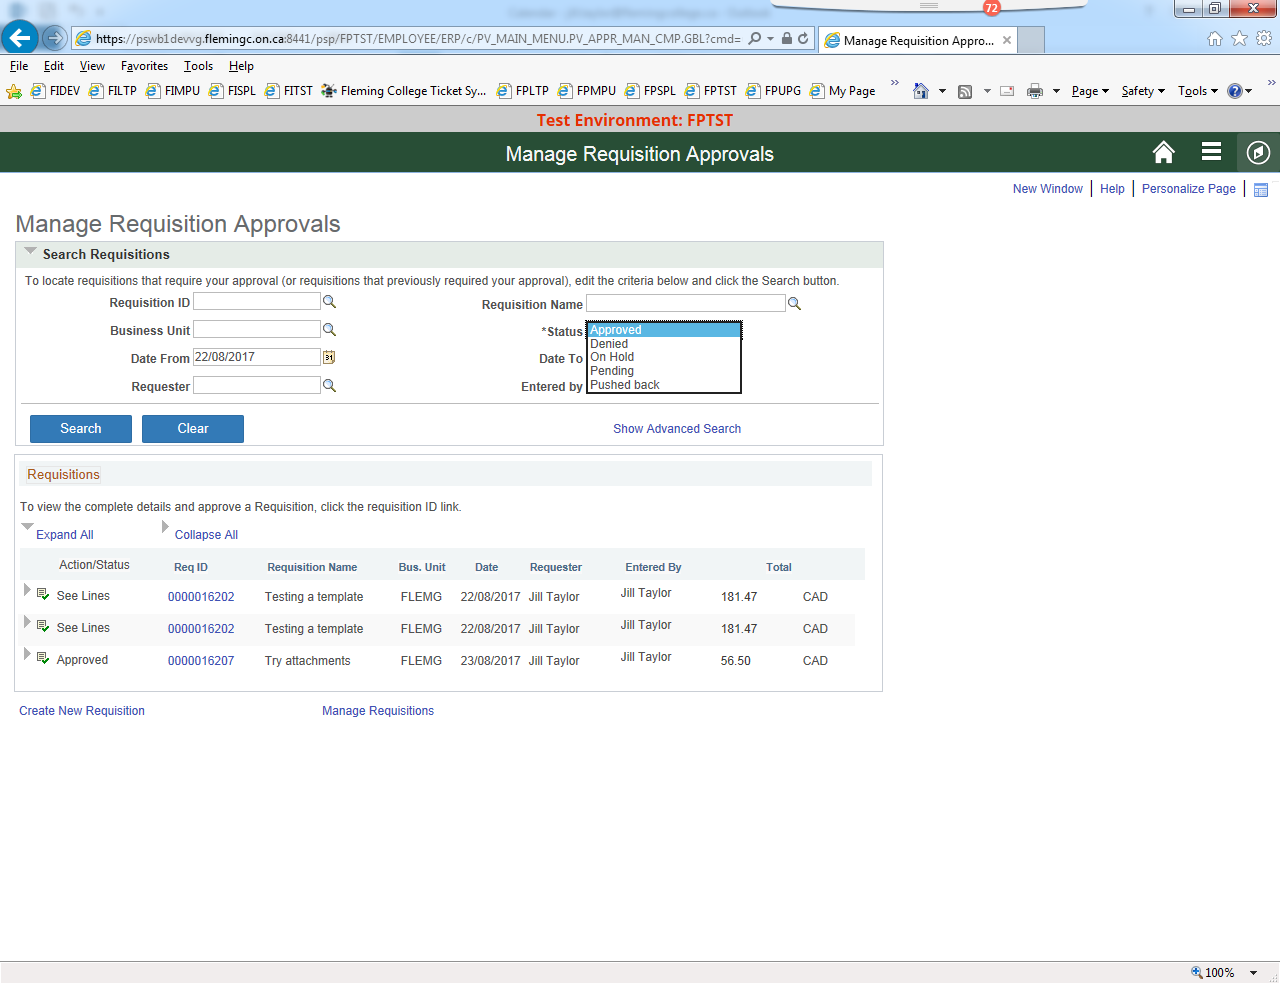 72
https://pswb1devvg.flemingc.on.ca:8441/psp/FPTST/EMPLOYEE/ERP/c/PV_MAIN_MENU.PV_APPR_MAN_CMP.GBL?cmd=
Manage Requisition Appro...
File Edit View Favorites Tools Help
FIDEV FILTP FIMPU FISPL FITST Fleming College Ticket Sy... FPLTP FPMPU FPSPL FPTST FPUPG My Page Page Safety Tools
Test Environment: FPTST
Manage Requisition Approvals
New Window Help Personalize Page
Manage Requisition Approvals
Search Requisitions
To locate requisitions that require your approval (or requisitions that previously required your approval), edit the criteria below and click the Search button.
Requisition ID Requisition Name
Business Unit *Status Approved
Denied
Date From 22/08/2017 31 Date To On Hold
Pending
Requester Entered by Pushed back
Search Clear Show Advanced Search
Requisitions
To view the complete details and approve a Requisition, click the requisition ID link.
Expand All Collapse All
Action/Status Req ID Requisition Name Bus. Unit Date Requester Entered By Total
See Lines 0000016202 Testing a template FLEMG 22/08/2017 Jill Taylor Jill Taylor 181.47 CAD
See Lines 0000016202 Testing a template FLEMG 22/08/2017 Jill Taylor Jill Taylor 181.47 CAD
Approved 0000016207 Try attachments FLEMG 23/08/2017 Jill Taylor Jill Taylor 56.50 CAD
Create New Requisition Manage Requisitions
100%